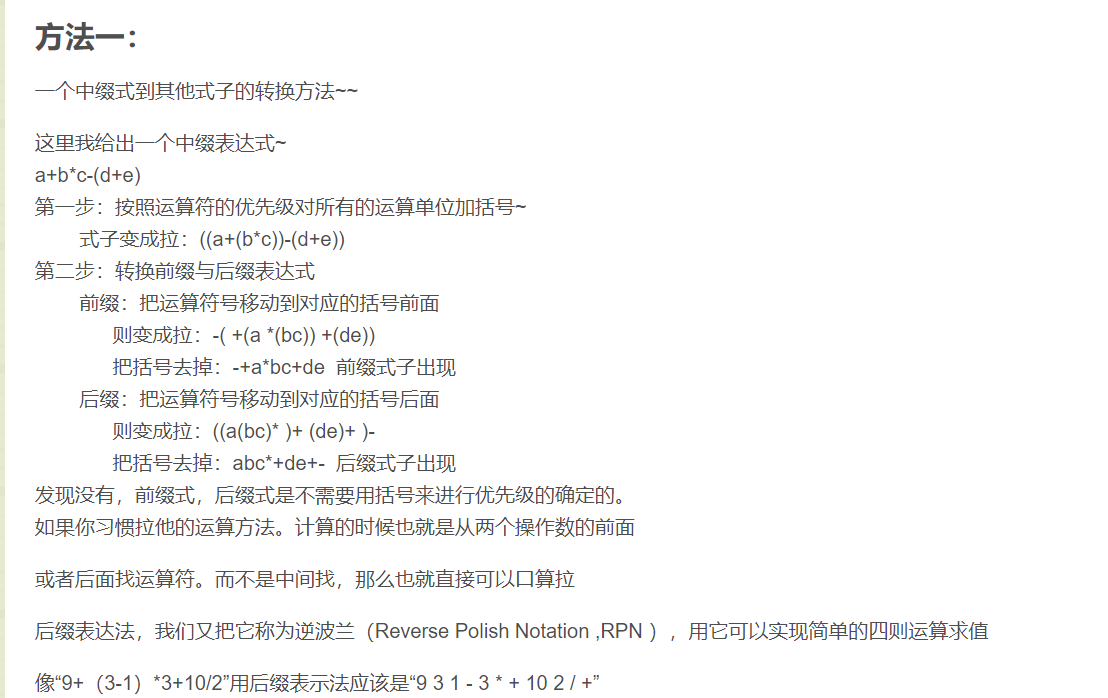 方法一：
一个中缀式到其他式子的转换方法~~
这里我给出一个中缀表达式~
a+b*c-(d+e)
第一步：按照运算符的优先级对所有的运算单位加括号~
式子变成拉：((a+(b*c))-(d+e))
第二步：转换前缀与后缀表达式
前缀：把运算符号移动到对应的括号前面
则变成拉：-( +(a *(bc)) +(de))
把括号去掉：-+a*bc+de 前缀式子出现
后缀：把运算符号移动到对应的括号后面
则变成拉：((a(bc)* )+ (de)+ )-
把括号去掉：abc*+de+- 后缀式子出现
发现没有，前缀式，后缀式是不需要用括号来进行优先级的确定的。
如果你习惯拉他的运算方法。计算的时候也就是从两个操作数的前面
或者后面找运算符。而不是中间找，那么也就直接可以口算拉
后缀表达法，我们又把它称为逆波兰（Reverse Polish Notation ,RPN ），用它可以实现简单的四则运算求值
像“9+（3-1）*3+10/2”用后缀表示法应该是“9 3 1 - 3 * + 10 2 / +”